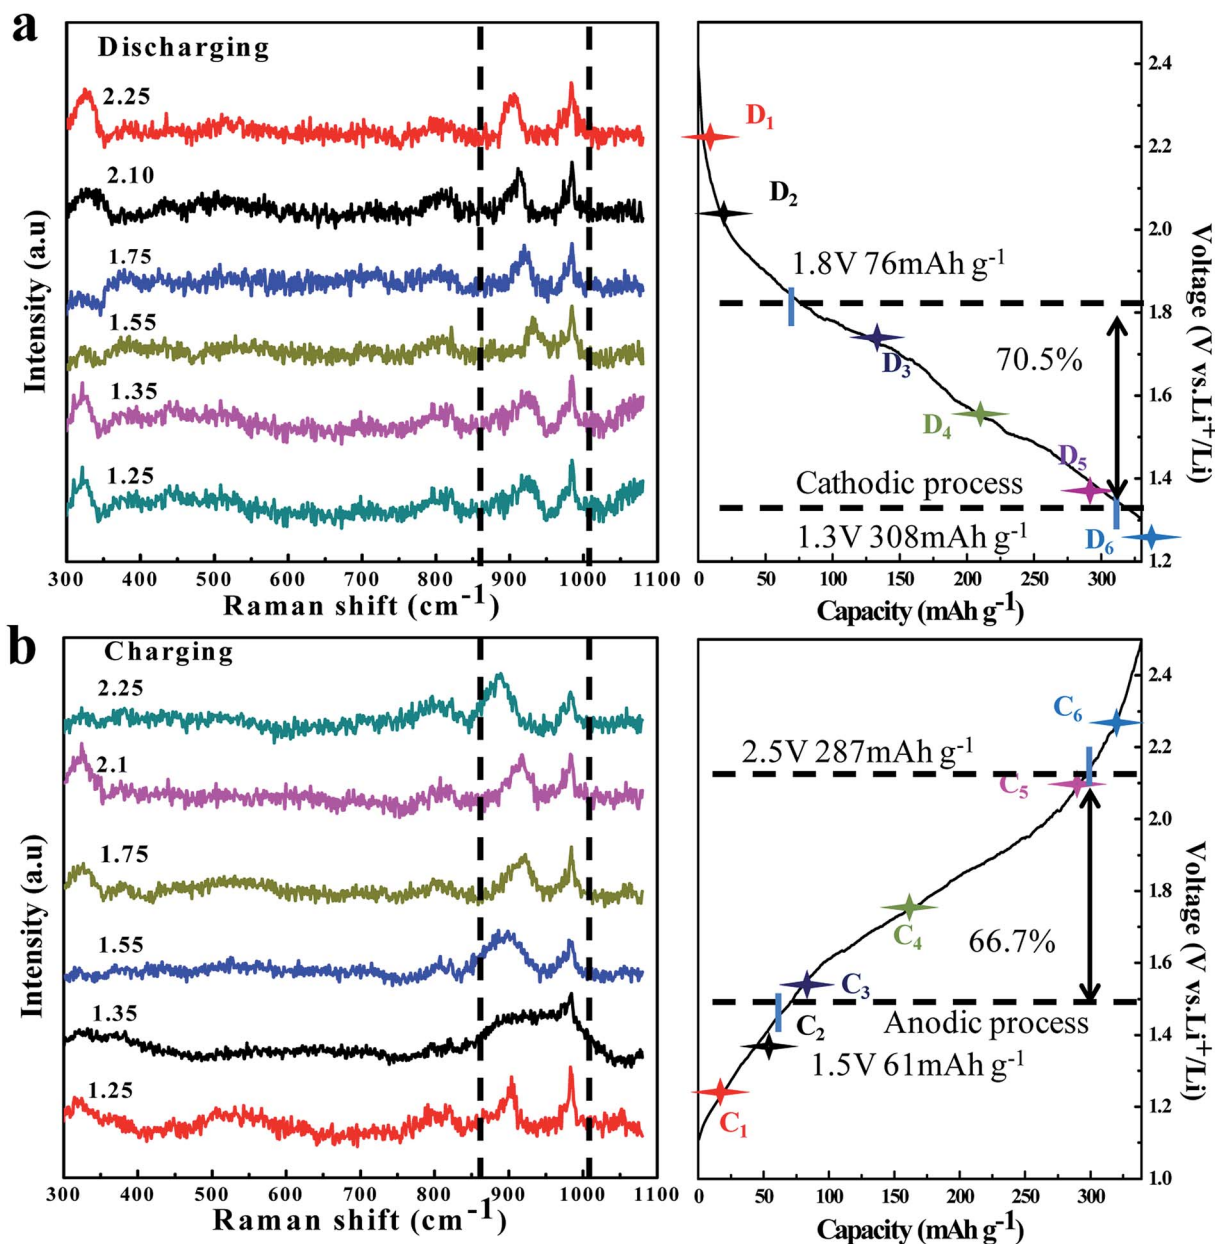 a
Discharging
2.25
2.10
1.75
1.55
1.35
1.25
Intensity (a.u)
300 400 500 600 700 800 900 1000 1100
Raman shift (cm-1)
D1
D2
1.8V 76mAh g-1
D3
70.5%
D4
D5
Cathodic process
1.3V 308mAh g-1
D6
2.4
2.2
2.0
1.8
1.6
1.4
1.2
Voltage (V vs.Li+/Li)
0 50 100 150 200 250 300
Capacity (mAh g-1)
b
Charging
2.25
2.1
1.75
1.55
1.35
1.25
Intensity (a.u)
300 400 500 600 700 800 900 1000 1100
Raman shift (cm-1)
C6
2.5V 287mAh g-1
C5
C4
66.7%
C3
C2
Anodic process
1.5V 61mAh g-1
C1
2.4
2.2
2.0
1.8
1.6
1.4
1.2
1.0
Voltage (V vs.Li+/Li)
0 50 100 150 200 250 300
Capacity (mAh g-1)